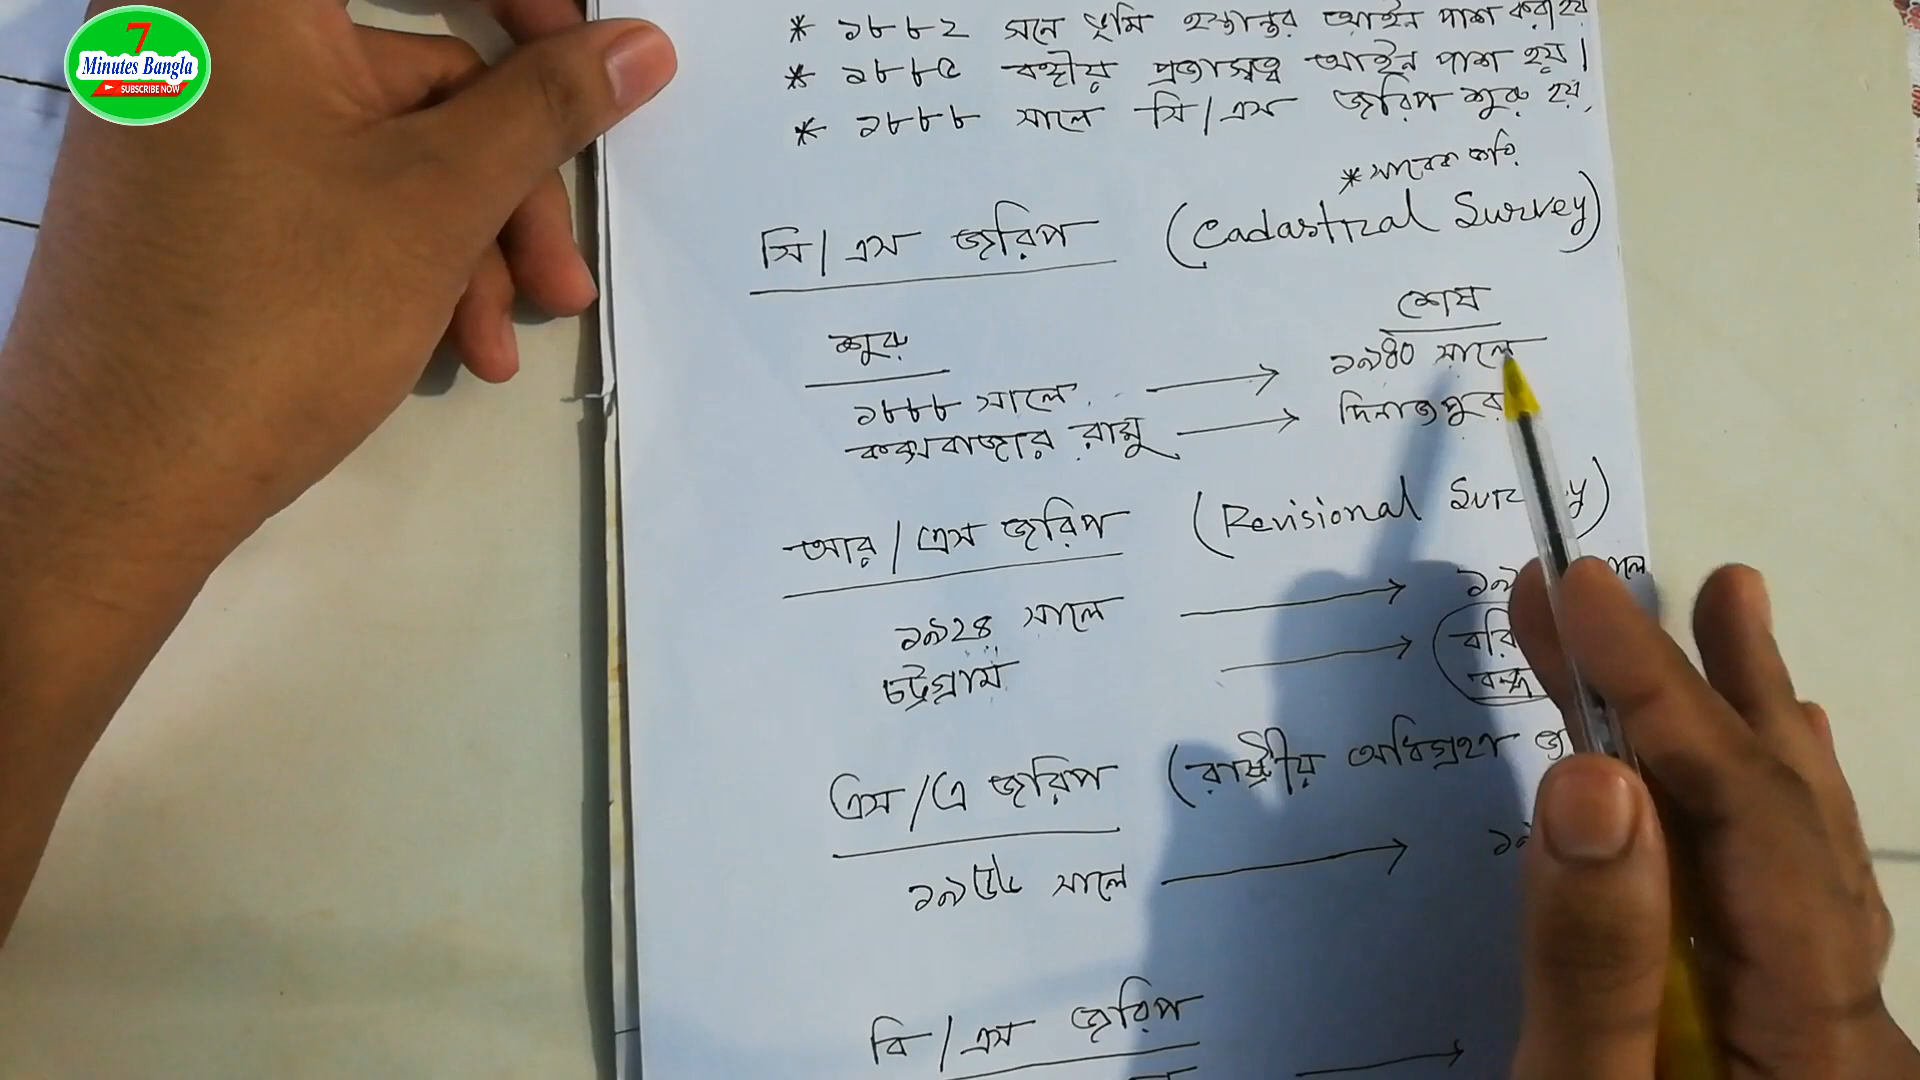 7
Minutes Bangla
SUBSCRIBE NOW
* ১৮৮২ সনে ভূমি হস্তান্তর আইন পাশ করা হয়
* ১৮৮৫ বঙ্গীয় প্রজাস্বত্ব আইন পাশ হয়।
* ১৮৮৮ সালে সি/এস জরিপ শুরু হয়,
* সাবেক
সি/এস জরিপ (Cadastral Survey)
শুরু শেষ
১৮৮৮ সালে → ১৯৪০ সালে
কক্সবাজার রামু → দিনাজপুর
আর/এস জরিপ (Revisional Survey)
১৯২৪ সালে →
চট্টগ্রাম →
এস/এ জরিপ (রাষ্ট্রীয় অধিগ্রহণ
১৯৫৬ সালে →
বি/এস জরিপ
→